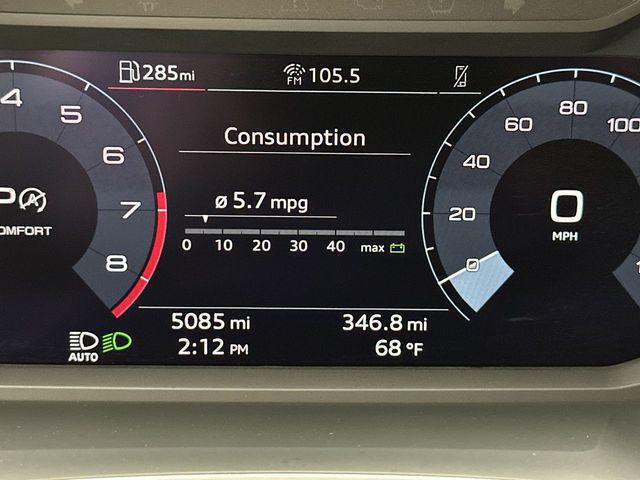 285mi
FM 105.5
Consumption
ø 5.7 mpg
0 10 20 30 40 max
4
5
6
7
8
P A
COMFORT
0
20
40
60
80
100
0
MPH
5085 mi
346.8 mi
AUTO
2:12 PM
68 °F